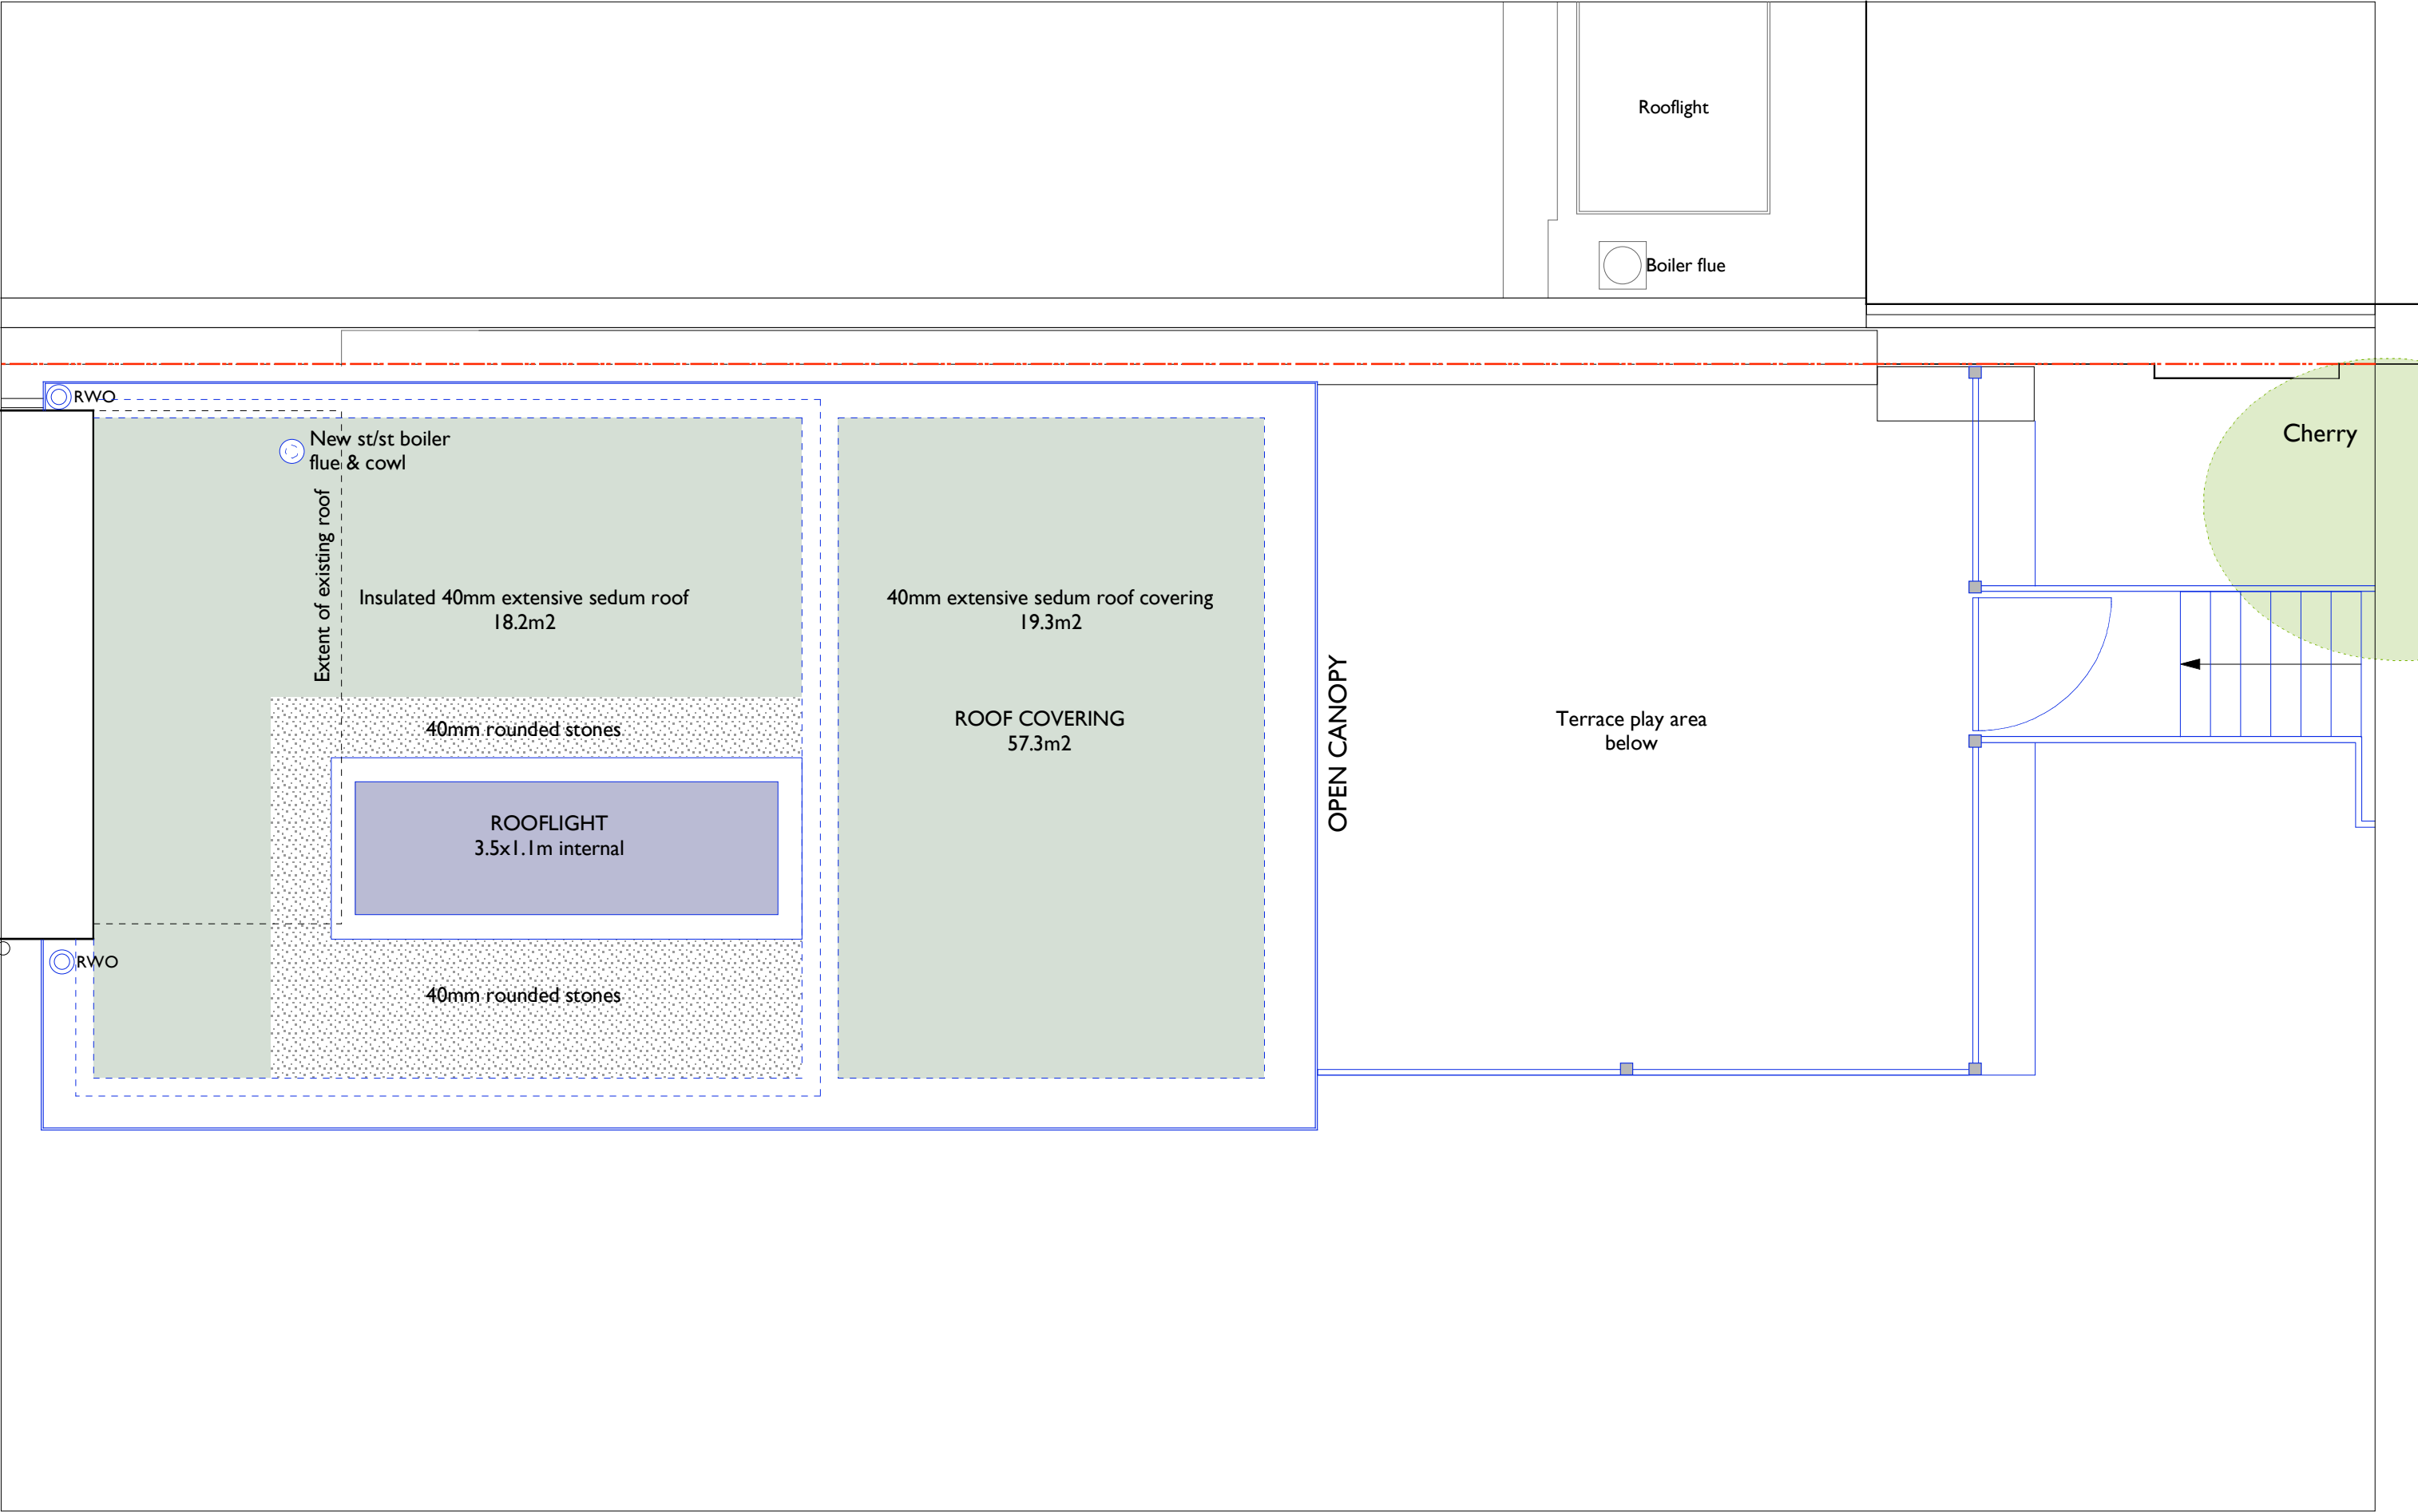 Rooflight
Boiler flue
RWO
New st/st boiler
flue & cowl
Cherry
Extent of existing roof
Insulated 40mm extensive sedum roof
18.2m2
40mm extensive sedum roof covering
19.3m2
40mm rounded stones
ROOF COVERING
57.3m2
OPEN CANOPY
Terrace play area
below
ROOFLIGHT
3.5x1.1m internal
RWO
40mm rounded stones